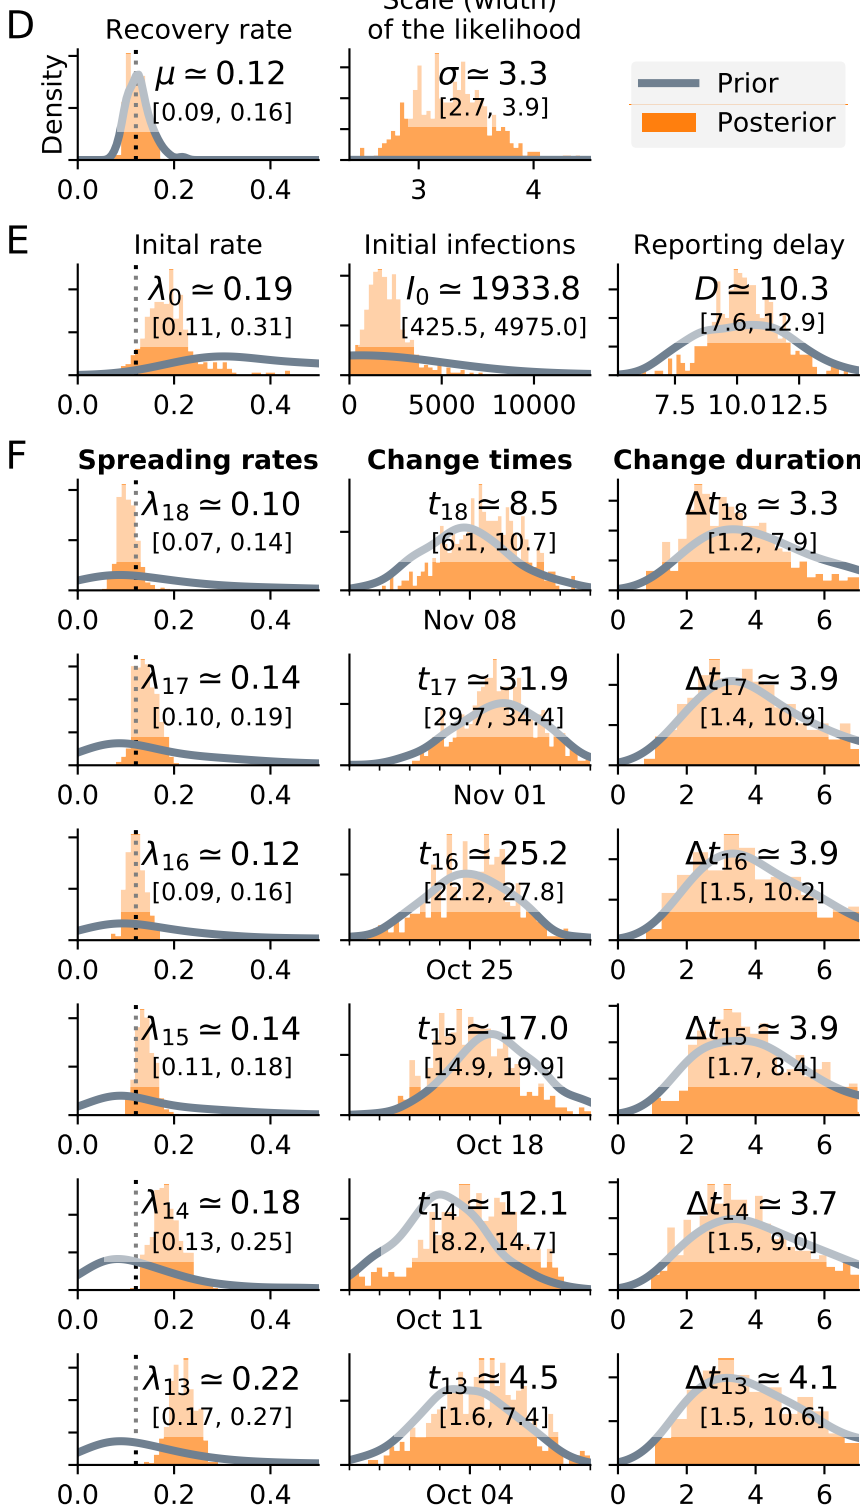 D
Recovery rate
Scale (width)
of the likelihood
Density
μ ≃ 0.12
[0.09, 0.16]
σ ≃ 3.3
[2.7, 3.9]
Prior
Posterior
0.0 0.2 0.4
3 4
E
Inital rate
Initial infections
Reporting delay
λ0 ≃ 0.19
[0.11, 0.31]
I0 ≃ 1933.8
[425.5, 4975.0]
D ≃ 10.3
[7.6, 12.9]
0.0 0.2 0.4
0 5000 10000
7.5 10.0 12.5
F
Spreading rates
Change times
Change duration
λ18 ≃ 0.10
[0.07, 0.14]
t18 ≃ 8.5
[6.1, 10.7]
Δt18 ≃ 3.3
[1.2, 7.9]
0.0 0.2 0.4
Nov 08
0 2 4 6
λ17 ≃ 0.14
[0.10, 0.19]
t17 ≃ 31.9
[29.7, 34.4]
Δt17 ≃ 3.9
[1.4, 10.9]
0.0 0.2 0.4
Nov 01
0 2 4 6
λ16 ≃ 0.12
[0.09, 0.16]
t16 ≃ 25.2
[22.2, 27.8]
Δt16 ≃ 3.9
[1.5, 10.2]
0.0 0.2 0.4
Oct 25
0 2 4 6
λ15 ≃ 0.14
[0.11, 0.18]
t15 ≃ 17.0
[14.9, 19.9]
Δt15 ≃ 3.9
[1.7, 8.4]
0.0 0.2 0.4
Oct 18
0 2 4 6
λ14 ≃ 0.18
[0.13, 0.25]
t14 ≃ 12.1
[8.2, 14.7]
Δt14 ≃ 3.7
[1.5, 9.0]
0.0 0.2 0.4
Oct 11
0 2 4 6
λ13 ≃ 0.22
[0.17, 0.27]
t13 ≃ 4.5
[1.6, 7.4]
Δt13 ≃ 4.1
[1.5, 10.6]
0.0 0.2 0.4
Oct 04
0 2 4 6